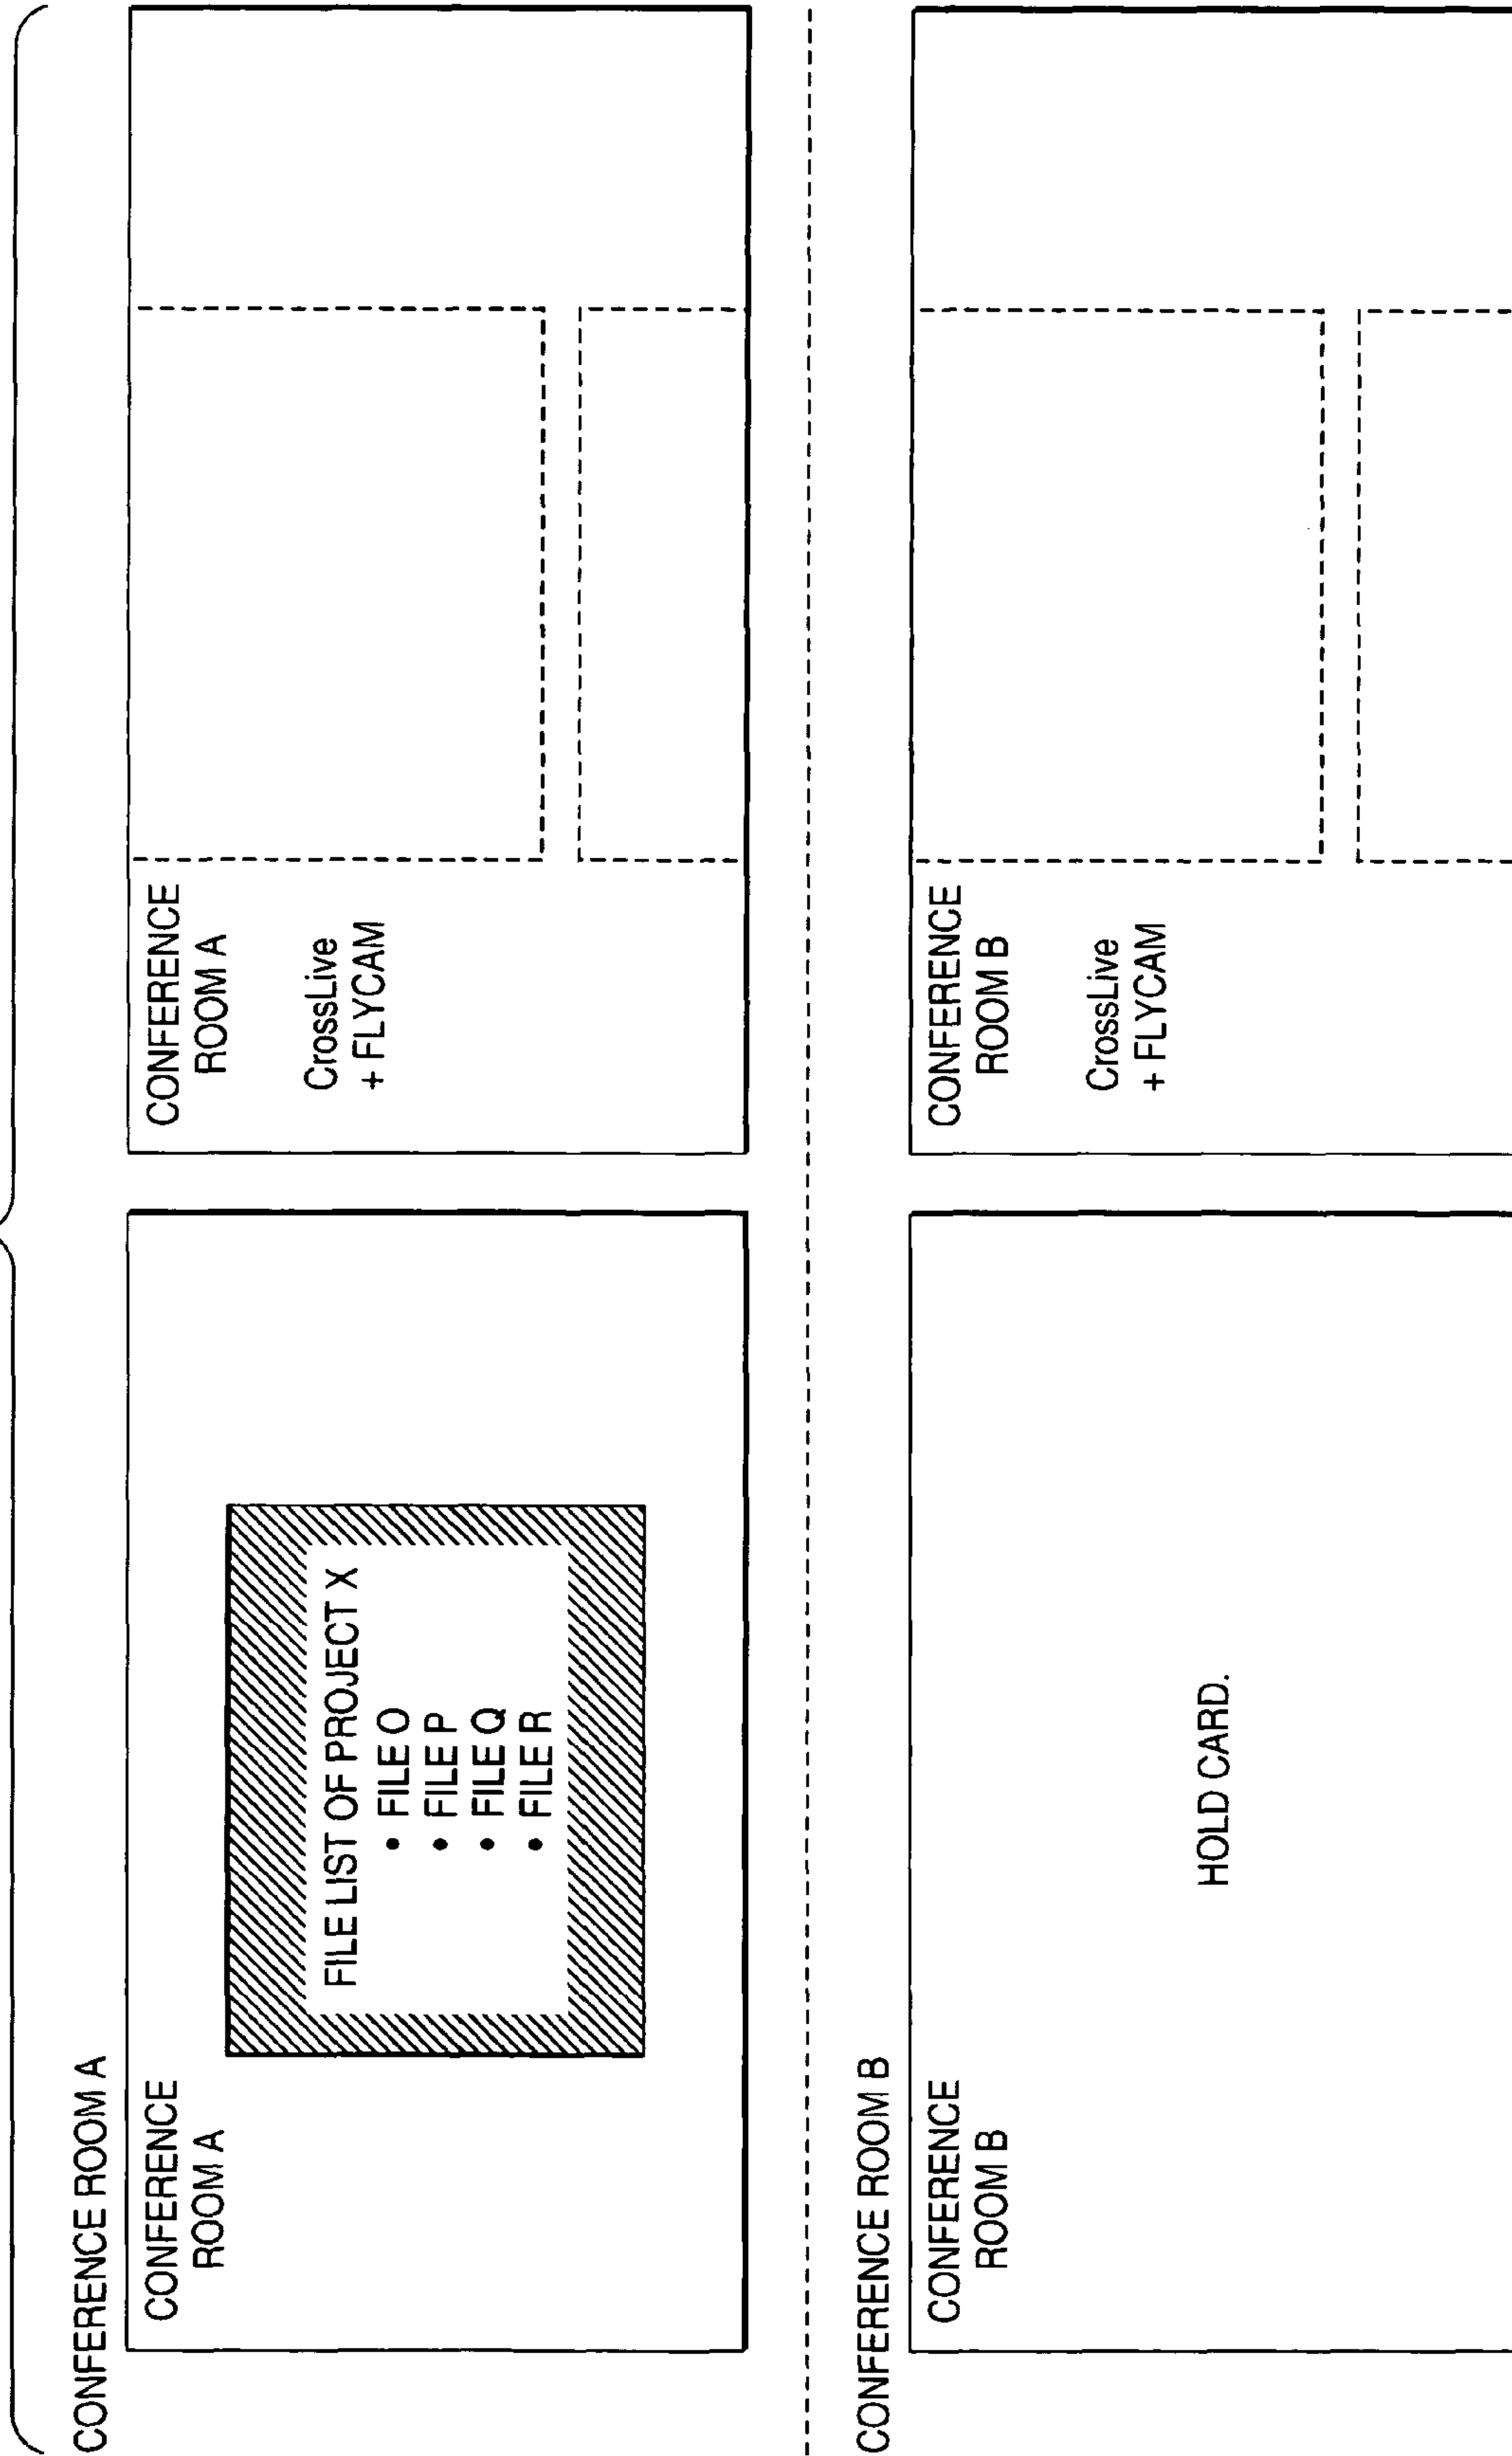 CONFERENCE ROOM A
CONFERENCE
ROOM A
FILE LIST OF PROJECT X
• FILE O
• FILE P
• FILE Q
• FILE R
CONFERENCE
ROOM A
CrossLive
+ FLYCAM
CONFERENCE ROOM B
CONFERENCE
ROOM B
HOLD CARD.
CONFERENCE
ROOM B
CrossLive
+ FLYCAM